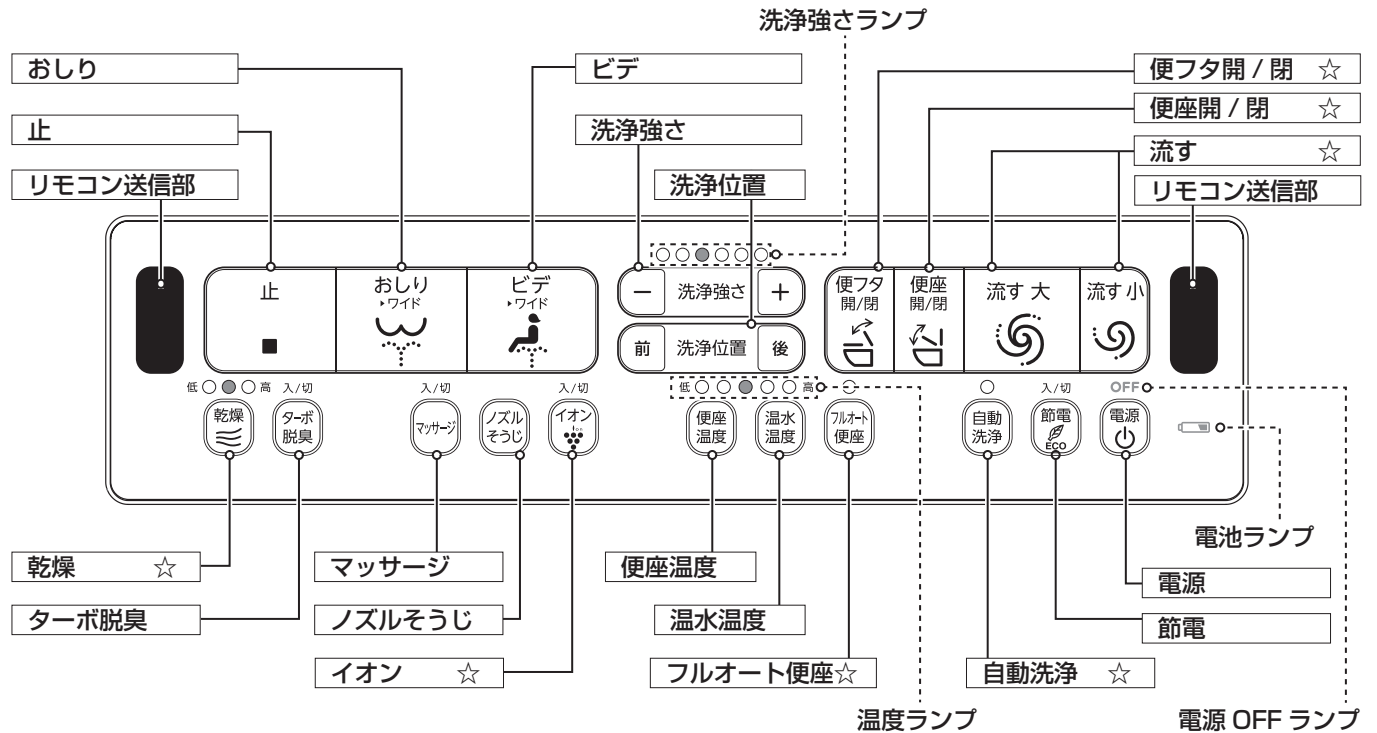 洗浄強さランプ
おしり
ビデ
便フタ開 / 閉 ☆
便座開 / 閉 ☆
止
洗浄強さ
流す ☆
リモコン送信部
洗浄位置
リモコン送信部
止
おしり
▸ワイド
ビデ
▸ワイド
− 洗浄強さ ＋
前 洗浄位置 後
便フタ
開/閉
便座
開/閉
流す 大
流す 小
低 高
入/切
入/切
入/切
低 高
入/切
OFF
乾燥
ターボ
脱臭
マッサージ
ノズル
そうじ
イオン
ion
便座
温度
温水
温度
フルオート
便座
自動
洗浄
節電
ECO
電源
電池ランプ
乾燥 ☆
マッサージ
便座温度
電源
ターボ脱臭
ノズルそうじ
温水温度
節電
イオン ☆
フルオート便座☆
自動洗浄 ☆
温度ランプ
電源 OFF ランプ